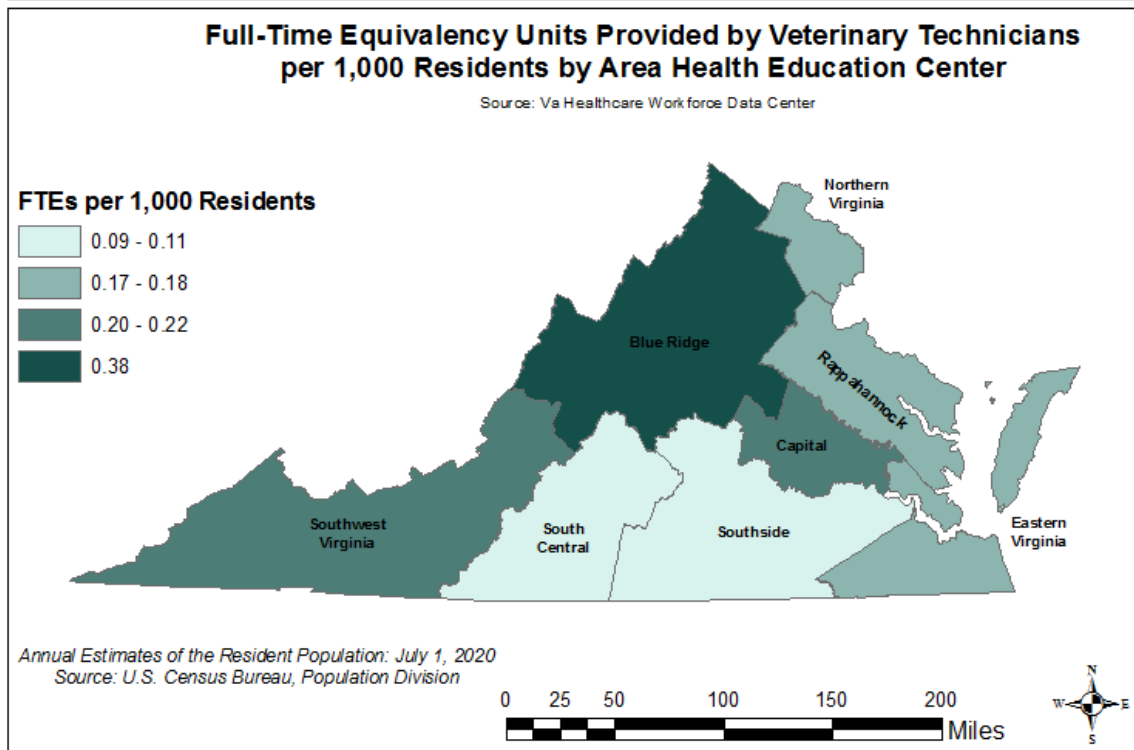 Full-Time Equivalency Units Provided by Veterinary Technicians
per 1,000 Residents by Area Health Education Center
Source: Va Healthcare Workforce Data Center
FTEs per 1,000 Residents
0.09 - 0.11
0.17 - 0.18
0.20 - 0.22
0.38
Northern
Virginia
Blue Ridge
Rappahannock
Capital
Southwest
Virginia
South
Central
Southside
Eastern
Virginia
Annual Estimates of the Resident Population: July 1, 2020
Source: U.S. Census Bureau, Population Division
0 25 50 100 150 200
Miles
N
W E
S